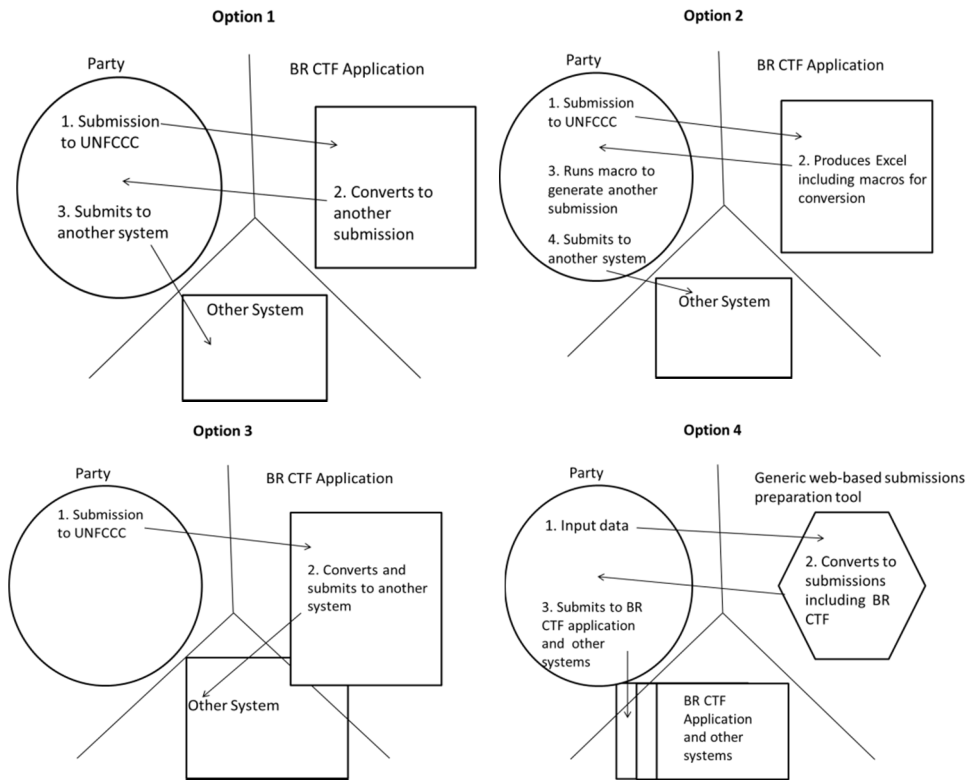 Option 1
Party
BR CTF Application
1. Submission
to UNFCCC
2. Converts to
another
submission
3. Submits to
another system
Other System
Option 2
Party
BR CTF Application
1. Submission
to UNFCCC
2. Produces Excel
including macros for
conversion
3. Runs macro to
generate another
submission
4. Submits to
another system
Other System
Option 3
Party
BR CTF Application
1. Submission
to UNFCCC
2. Converts and
submits to another
system
Other System
Option 4
Party
Generic web-based submissions
preparation tool
1. Input data
2. Converts to
submissions
including BR
CTF
3. Submits to BR
CTF application
and other
systems
BR CTF
Application
and other
systems